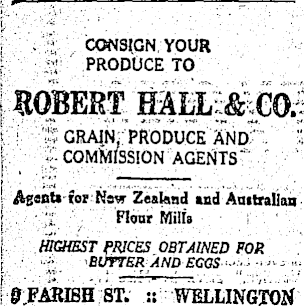 CONSIGN YOUR
PRODUCE TO
ROBERT HALL & CO.
GRAIN, PRODUCE AND
COMMISSION AGENTS
Agents for New Zealand and Australian
Flour Mills
HIGHEST PRICES OBTAINED FOR
BUTTER AND EGGS
9 FARISH ST. :: WELLINGTON